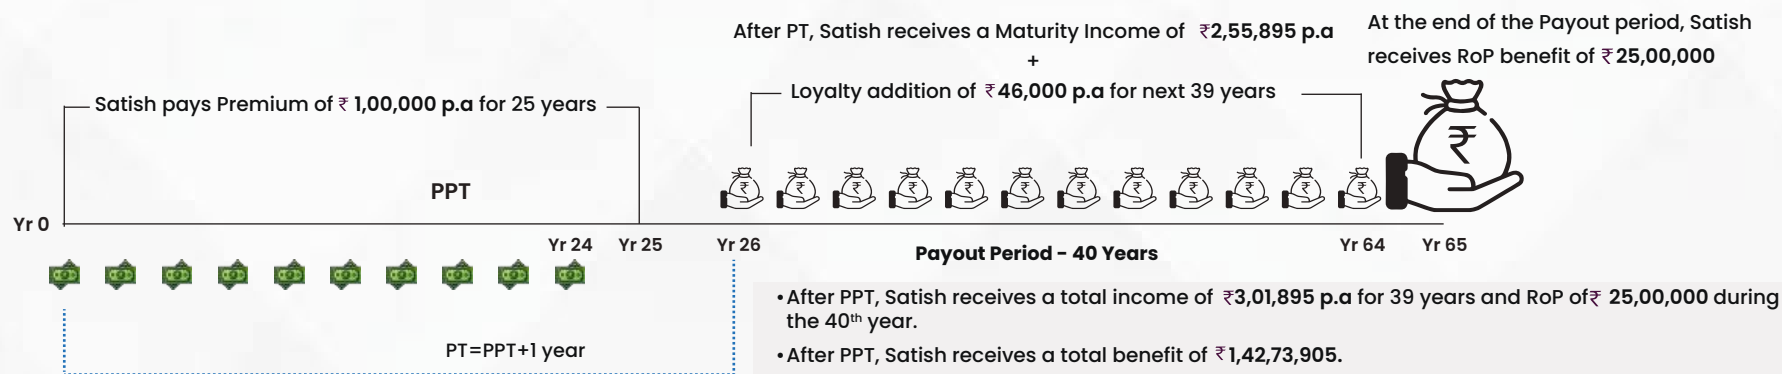 After PT, Satish receives a Maturity Income of ₹2,55,895 p.a
+
Loyalty addition of ₹46,000 p.a for next 39 years
At the end of the Payout period, Satish
receives RoP benefit of ₹25,00,000
Satish pays Premium of ₹ 1,00,000 p.a for 25 years
PPT
Yr 0
Yr 24
Yr 25
Yr 26
Payout Period - 40 Years
Yr 64
Yr 65
PT=PPT+1 year
•After PPT, Satish receives a total income of ₹3,01,895 p.a for 39 years and RoP of₹ 25,00,000 during
the 40th year.
•After PPT, Satish receives a total benefit of ₹1,42,73,905.